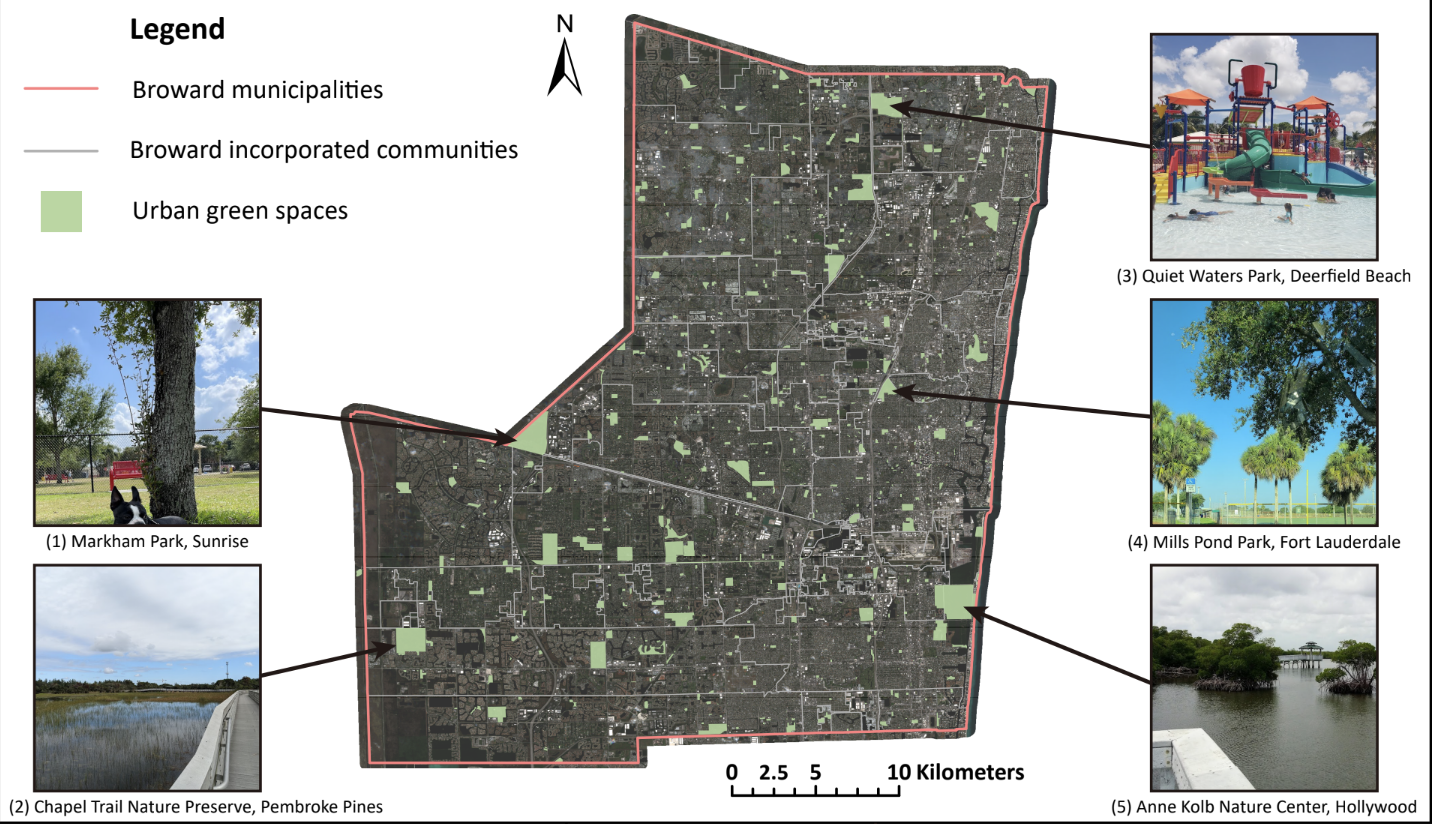 Legend
Broward municipalities
Broward incorporated communities
Urban green spaces
N
(1) Markham Park, Sunrise
(2) Chapel Trail Nature Preserve, Pembroke Pines
(3) Quiet Waters Park, Deerfield Beach
(4) Mills Pond Park, Fort Lauderdale
(5) Anne Kolb Nature Center, Hollywood
0 2.5 5 10 Kilometers